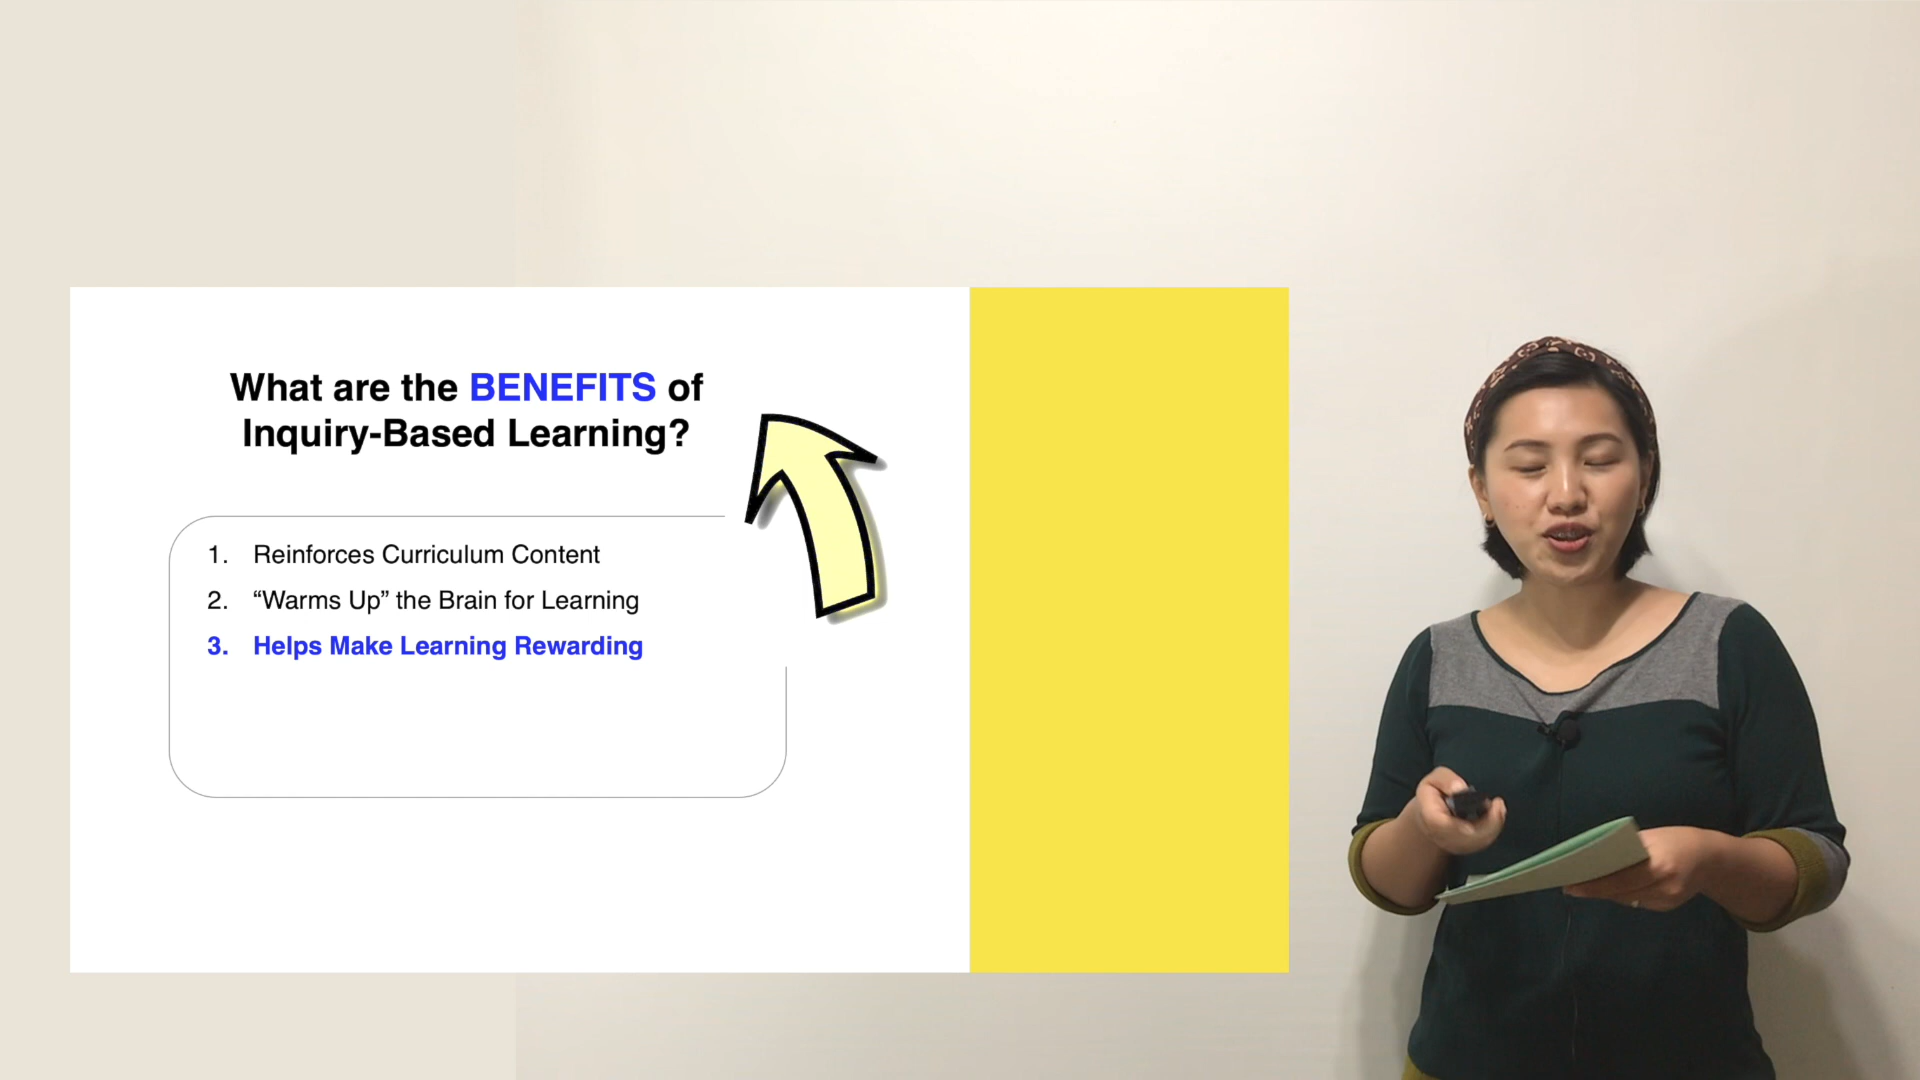 What are the BENEFITS of
Inquiry-Based Learning?
1. Reinforces Curriculum Content
2. “Warms Up” the Brain for Learning
3. Helps Make Learning Rewarding